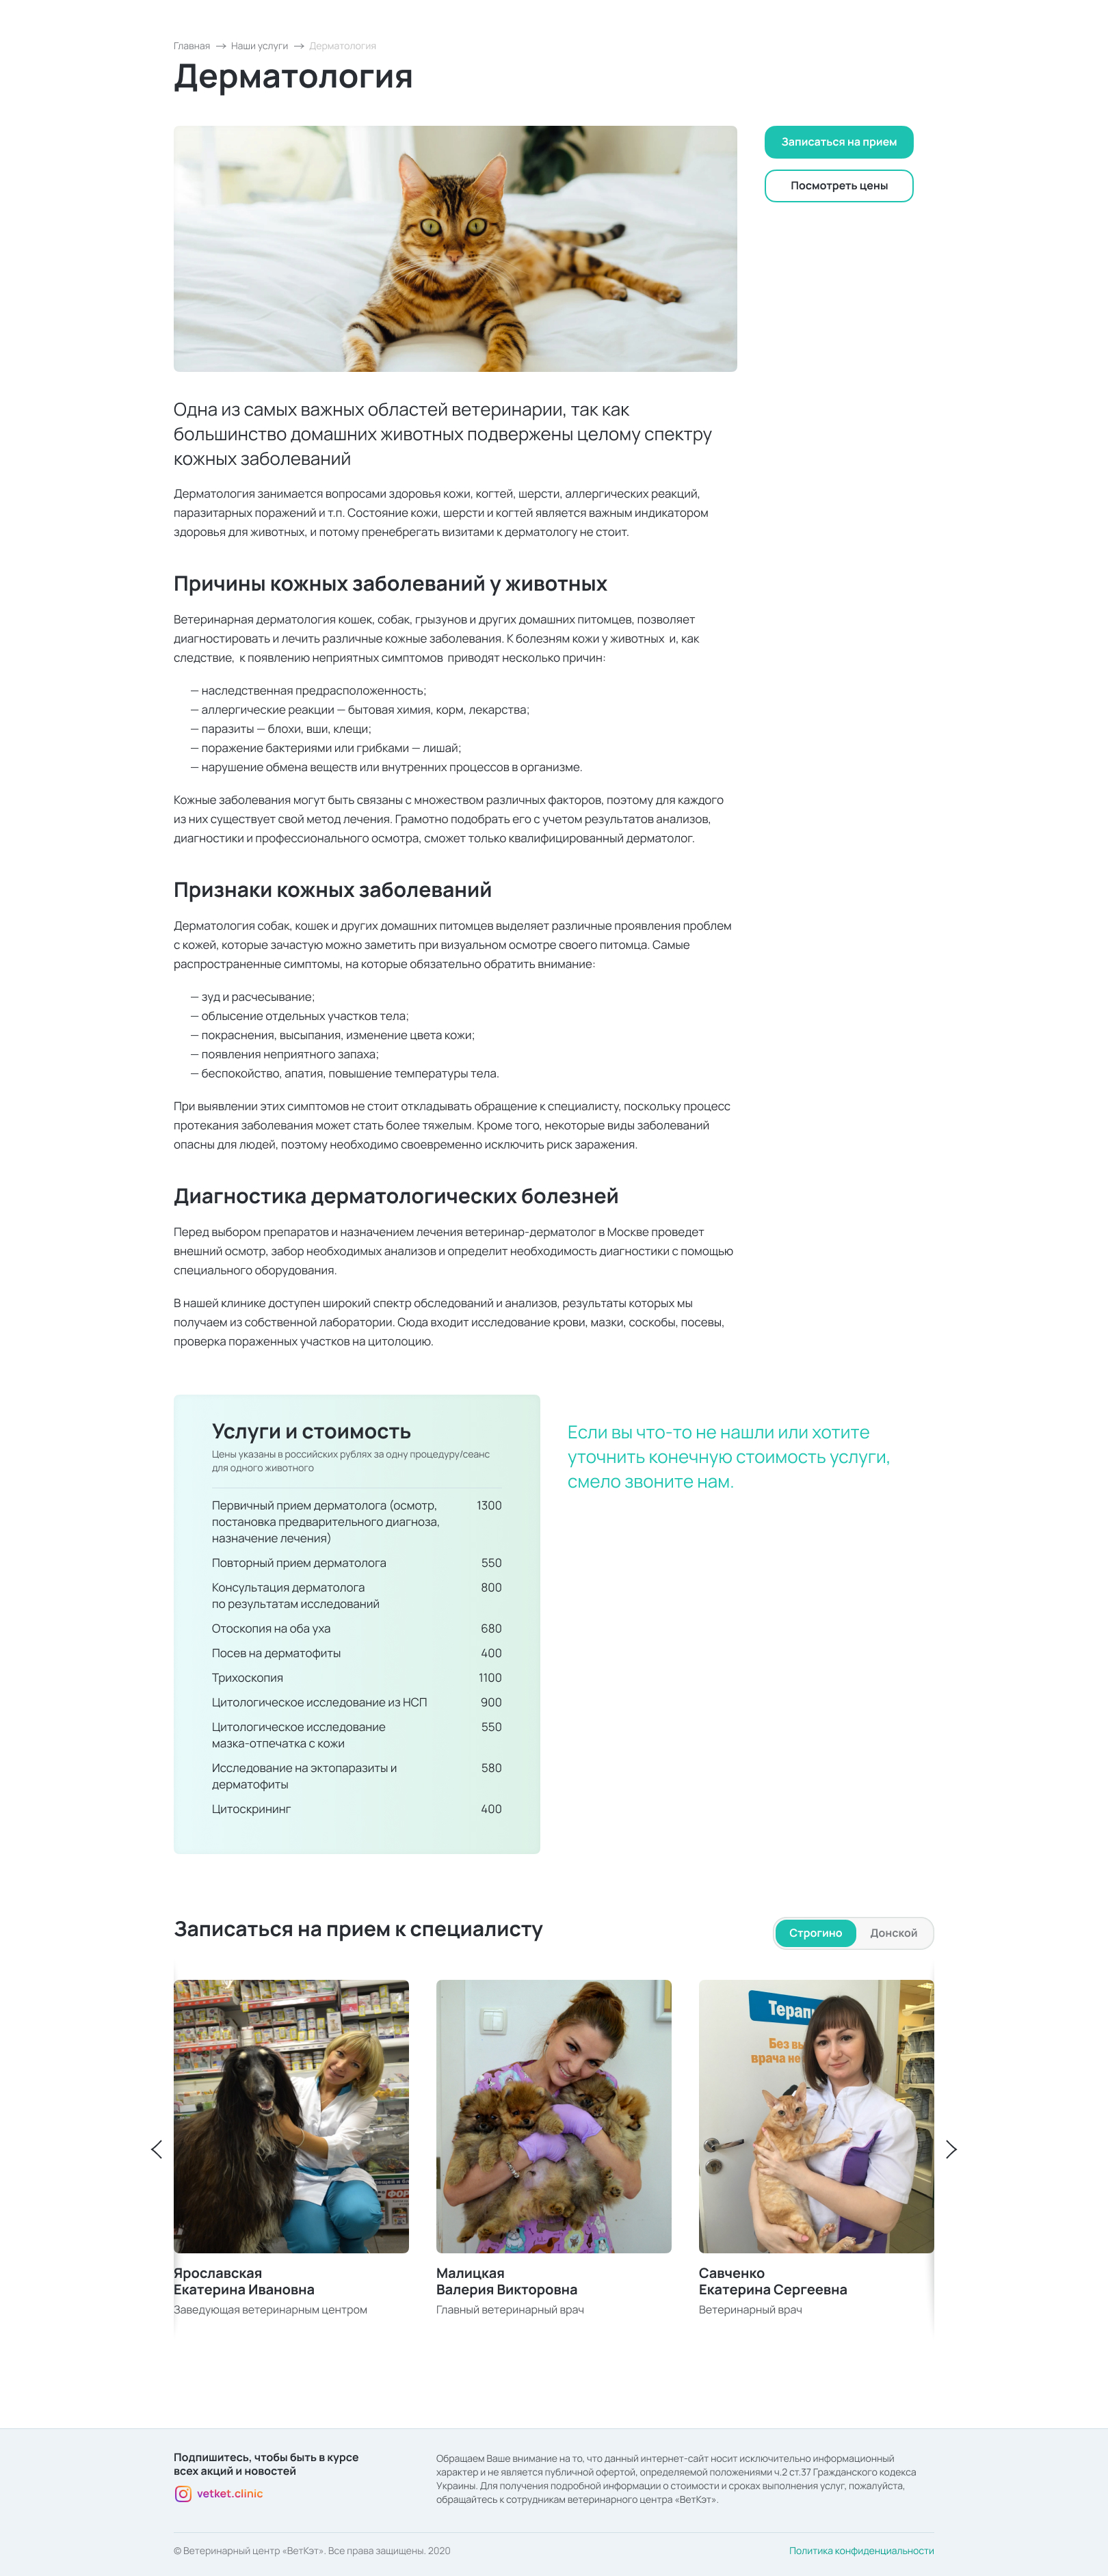 Главная → Наши услуги → Дерматология
Дерматология
Записаться на прием
Посмотреть цены
Одна из самых важных областей ветеринарии, так как
большинство домашних животных подвержены целому спектру
кожных заболеваний
Дерматология занимается вопросами здоровья кожи, когтей, шерсти, аллергических реакций,
паразитарных поражений и т.п. Состояние кожи, шерсти и когтей является важным индикатором
здоровья для животных, и потому пренебрегать визитами к дерматологу не стоит.
Причины кожных заболеваний у животных
Ветеринарная дерматология кошек, собак, грызунов и других домашних питомцев, позволяет
диагностировать и лечить различные кожные заболевания. К болезням кожи у животных и, как
следствие, к появлению неприятных симптомов приводят несколько причин:
— наследственная предрасположенность;
— аллергические реакции — бытовая химия, корм, лекарства;
— паразиты — блохи, вши, клещи;
— поражение бактериями или грибками — лишай;
— нарушение обмена веществ или внутренних процессов в организме.
Кожные заболевания могут быть связаны с множеством различных факторов, поэтому для каждого
из них существует свой метод лечения. Грамотно подобрать его с учетом результатов анализов,
диагностики и профессионального осмотра, сможет только квалифицированный дерматолог.
Признаки кожных заболеваний
Дерматология собак, кошек и других домашних питомцев выделяет различные проявления проблем
с кожей, которые зачастую можно заметить при визуальном осмотре своего питомца. Самые
распространенные симптомы, на которые обязательно обратить внимание:
— зуд и расчесывание;
— облысение отдельных участков тела;
— покраснения, высыпания, изменение цвета кожи;
— появления неприятного запаха;
— беспокойство, апатия, повышение температуры тела.
При выявлении этих симптомов не стоит откладывать обращение к специалисту, поскольку процесс
протекания заболевания может стать более тяжелым. Кроме того, некоторые виды заболеваний
опасны для людей, поэтому необходимо своевременно исключить риск заражения.
Диагностика дерматологических болезней
Перед выбором препаратов и назначением лечения ветеринар-дерматолог в Москве проведет
внешний осмотр, забор необходимых анализов и определит необходимость диагностики с помощью
специального оборудования.
В нашей клинике доступен широкий спектр обследований и анализов, результаты которых мы
получаем из собственной лаборатории. Сюда входит исследование крови, мазки, соскобы, посевы,
проверка пораженных участков на цитолоцию.
Услуги и стоимость
Цены указаны в российских рублях за одну процедуру/сеанс
для одного животного
Первичный прием дерматолога (осмотр, 1300
постановка предварительного диагноза,
назначение лечения)
Повторный прием дерматолога 550
Консультация дерматолога 800
по результатам исследований
Отоскопия на оба уха 680
Посев на дерматофиты 400
Трихоскопия 1100
Цитологическое исследование из НСП 900
Цитологическое исследование 550
мазка-отпечатка с кожи
Исследование на эктопаразиты и 580
дерматофиты
Цитоскрининг 400
Если вы что-то не нашли или хотите
уточнить конечную стоимость услуги,
смело звоните нам.
Записаться на прием к специалисту
Строгино Донской
Терапи
Без вы
врача не
Ярославская
Екатерина Ивановна
Заведующая ветеринарным центром
Малицкая
Валерия Викторовна
Главный ветеринарный врач
Савченко
Екатерина Сергеевна
Ветеринарный врач
Подпишитесь, чтобы быть в курсе
всех акций и новостей
vetket.clinic
Обращаем Ваше внимание на то, что данный интернет-сайт носит исключительно информационный
характер и не является публичной офертой, определяемой положениями ч.2 ст.37 Гражданского кодекса
Украины. Для получения подробной информации о стоимости и сроках выполнения услуг, пожалуйста,
обращайтесь к сотрудникам ветеринарного центра «ВетКэт».
© Ветеринарный центр «ВетКэт». Все права защищены. 2020
Политика конфиденциальности